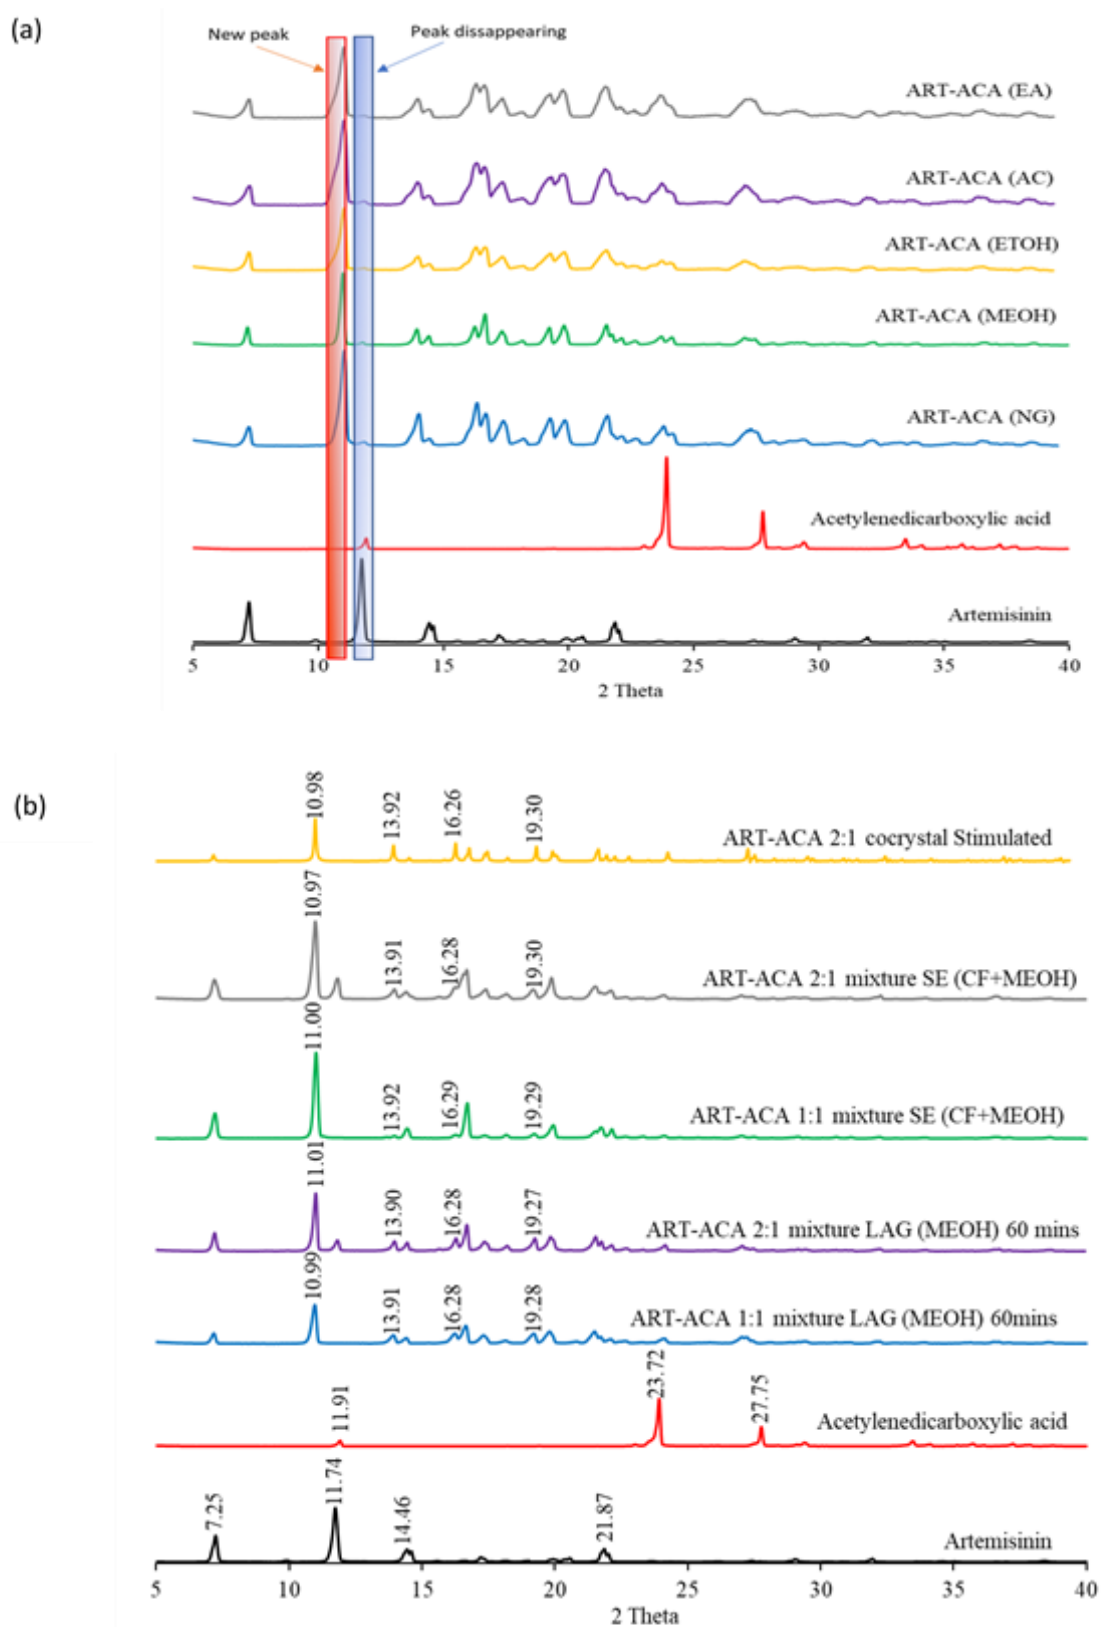 (a)
New peak
Peak dissappearing
ART-ACA (EA)
ART-ACA (AC)
ART-ACA (ETOH)
ART-ACA (MEOH)
ART-ACA (NG)
Acetylenedicarboxylic acid
Artemisinin
5 10 15 20 25 30 35 40
2 Theta
(b)
10.98 13.92 16.26 19.30
ART-ACA 2:1 cocrystal Stimulated
10.97 13.91 16.28 19.30
ART-ACA 2:1 mixture SE (CF+MEOH)
11.00 13.92 16.29 19.29
ART-ACA 1:1 mixture SE (CF+MEOH)
11.01 13.90 16.28 19.27
ART-ACA 2:1 mixture LAG (MEOH) 60 mins
10.99 13.91 16.28 19.28
ART-ACA 1:1 mixture LAG (MEOH) 60mins
11.91 23.72 27.75
Acetylenedicarboxylic acid
7.25 11.74 14.46 21.87
Artemisinin
5 10 15 20 25 30 35 40
2 Theta